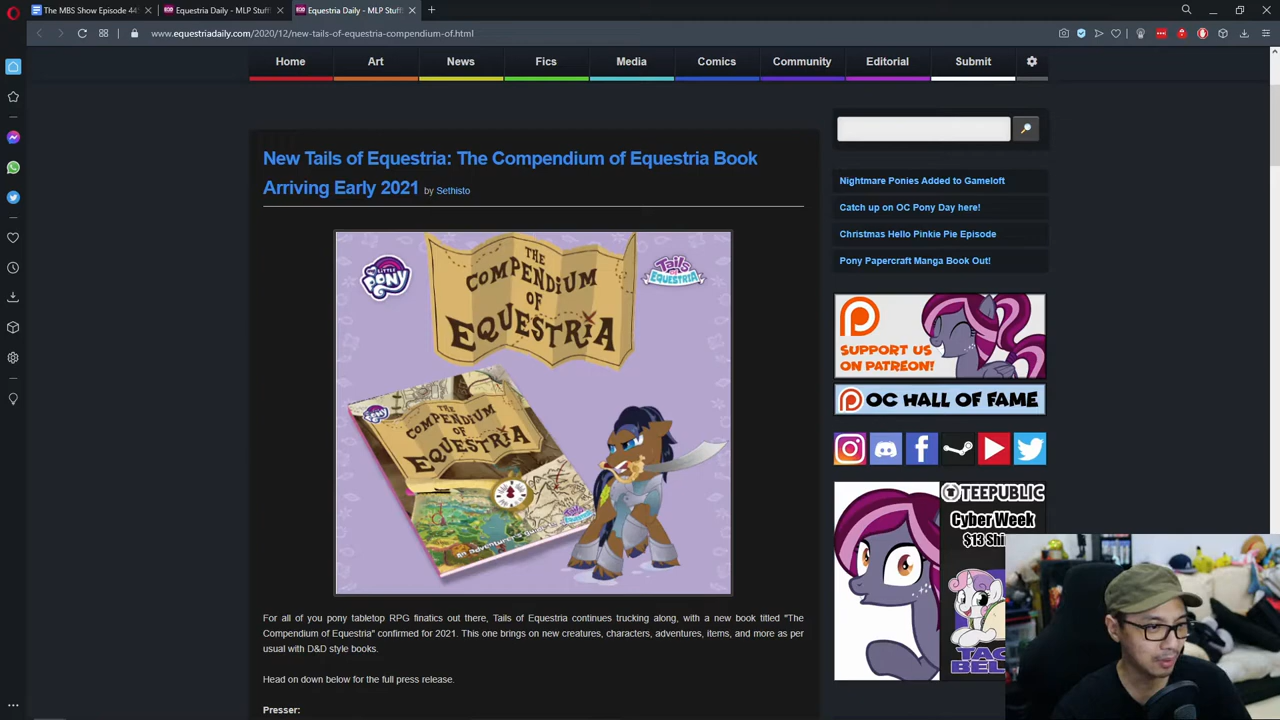 The MBS Show Episode 44
Equestria Daily - MLP Stuff!
Equestria Daily - MLP Stuff!
www.equestriadaily.com/2020/12/new-tails-of-equestria-compendium-of.html
Home Art News Fics Media Comics Community Editorial Submit
New Tails of Equestria: The Compendium of Equestria Book
Arriving Early 2021 by Sethisto
MY LITTLE PONY
THE
COMPENDIUM
OF
EQUESTRIA
Tails of
EQUESTRIA
THE
COMPENDIUM
OF
EQUESTRIA
For all of you pony tabletop RPG finatics out there, Tails of Equestria continues trucking along, with a new book titled "The
Compendium of Equestria" confirmed for 2021. This one brings on new creatures, characters, adventures, items, and more as per
usual with D&D style books.
Head on down below for the full press release.
Presser:
Nightmare Ponies Added to Gameloft
Catch up on OC Pony Day here!
Christmas Hello Pinkie Pie Episode
Pony Papercraft Manga Book Out!
SUPPORT US
ON PATREON!
OC HALL OF FAME
TEEPUBLIC
Cyber Week
$13 Shi